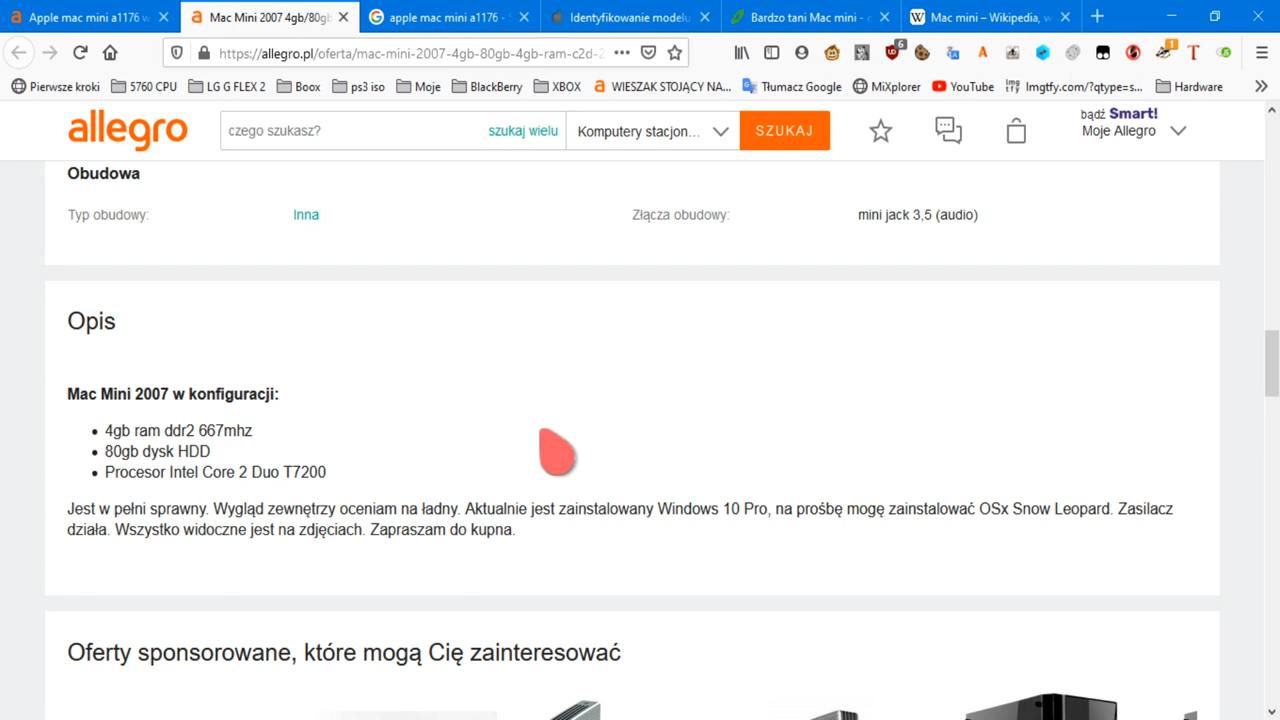 Apple mac mini a1176 w
Mac Mini 2007 4gb/80gb
apple mac mini a1176 - S
Identyfikowanie modelu
Bardzo tani Mac mini - c
Mac mini – Wikipedia, w
https://allegro.pl/oferta/mac-mini-2007-4gb-80gb-4gb-ram-c2d-2
6
1
Pierwsze kroki
5760 CPU
LG G FLEX 2
Boox
ps3 iso
Moje
BlackBerry
XBOX
WIESZAK STOJĄCY NA...
Tłumacz Google
MiXplorer
YouTube
lmgtfy.com/?qtype=s...
Hardware
allegro
czego szukasz?
szukaj wielu
Komputery stacjon...
SZUKAJ
bądź Smart!
Moje Allegro
Obudowa
Typ obudowy:
Inna
Złącza obudowy:
mini jack 3,5 (audio)
Opis
Mac Mini 2007 w konfiguracji:
4gb ram ddr2 667mhz
80gb dysk HDD
Procesor Intel Core 2 Duo T7200
Jest w pełni sprawny. Wygląd zewnętrzy oceniam na ładny. Aktualnie jest zainstalowany Windows 10 Pro, na prośbę mogę zainstalować OSx Snow Leopard. Zasilacz
działa. Wszystko widoczne jest na zdjęciach. Zapraszam do kupna.
Oferty sponsorowane, które mogą Cię zainteresować